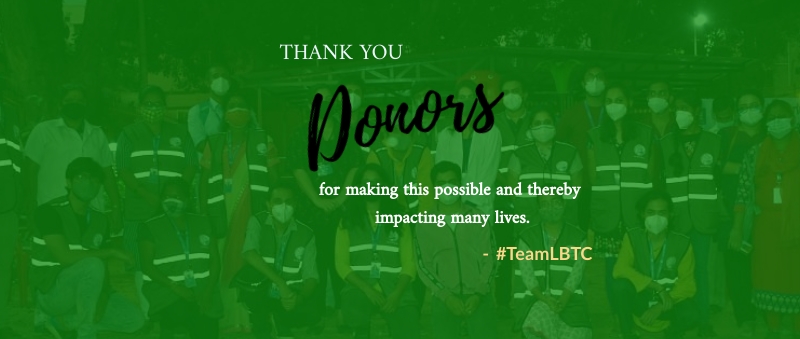 THANK YOU
Donors
for making this possible and thereby
impacting many lives.
- #TeamLBTC